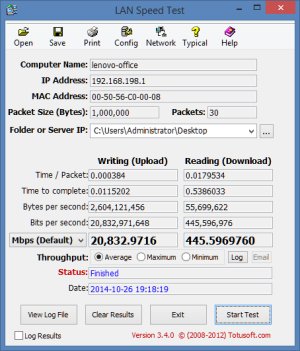 LAN Speed Test
Open Save Print Config Network Typical Help
Computer Name: lenovo-office
IP Address: 192.168.198.1
MAC Address: 00-50-56-C0-00-08
Packet Size (Bytes): 1,000,000 Packets: 30
Folder or Server IP: C:\Users\Administrator\Desktop ...
Writing (Upload) Reading (Download)
Time / Packet: 0.000384 0.0179534
Time to complete: 0.0115202 0.5386033
Bytes per second: 2,604,121,456 55,699,622
Bits per second: 20,832,971,648 445,596,976
Mbps (Default) 20,832.9716 445.5969760
Throughput: Average Maximum Minimum Log Email
Status: Finished
Date: 2014-10-26 19:18:19
View Log File Clear Results Exit Start Test
Log Results Version 3.4.0 © (2008-2012) Totusoft.com